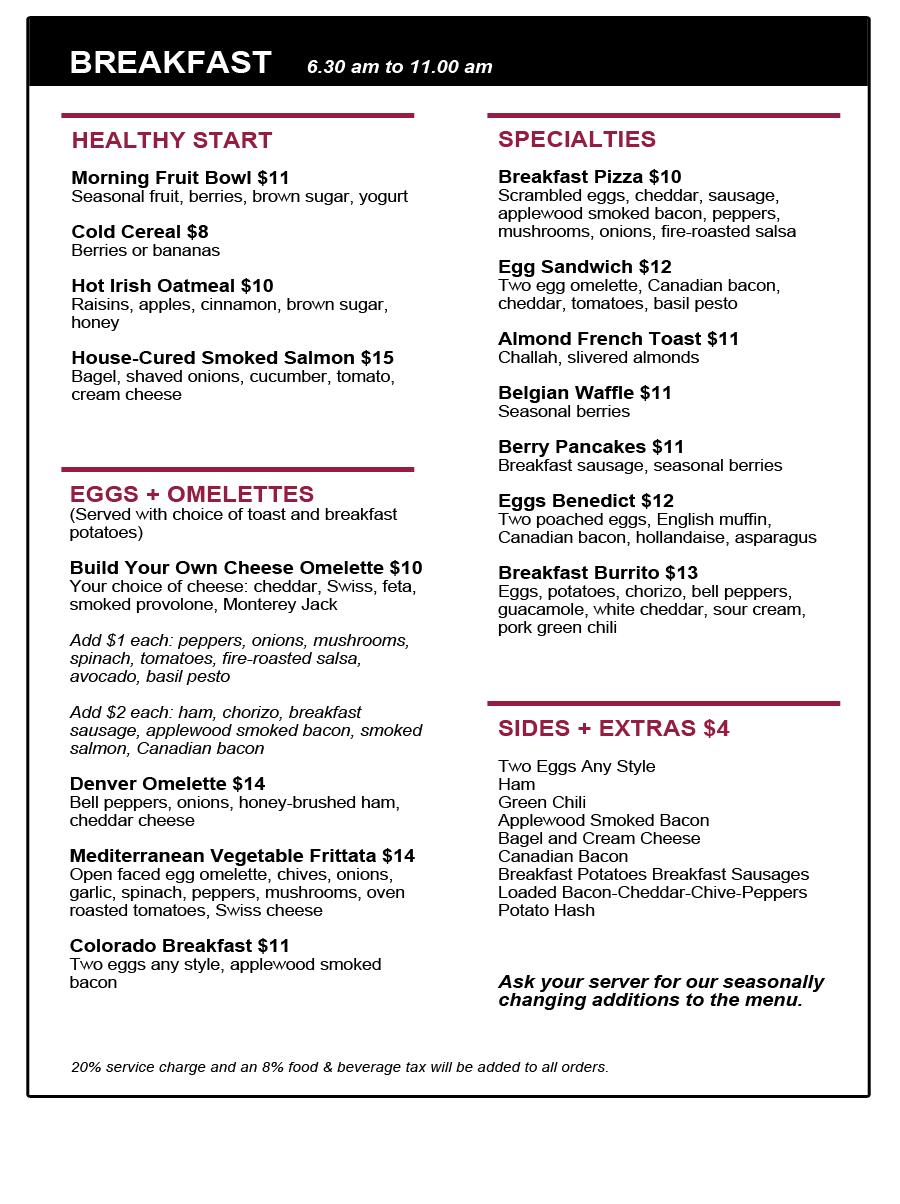 BREAKFAST 6.30 am to 11.00 am
HEALTHY START
Morning Fruit Bowl $11
Seasonal fruit, berries, brown sugar, yogurt
Cold Cereal $8
Berries or bananas
Hot Irish Oatmeal $10
Raisins, apples, cinnamon, brown sugar,
honey
House-Cured Smoked Salmon $15
Bagel, shaved onions, cucumber, tomato,
cream cheese
EGGS + OMELETTES
(Served with choice of toast and breakfast
potatoes)
Build Your Own Cheese Omelette $10
Your choice of cheese: cheddar, Swiss, feta,
smoked provolone, Monterey Jack
Add $1 each: peppers, onions, mushrooms,
spinach, tomatoes, fire-roasted salsa,
avocado, basil pesto
Add $2 each: ham, chorizo, breakfast
sausage, applewood smoked bacon, smoked
salmon, Canadian bacon
Denver Omelette $14
Bell peppers, onions, honey-brushed ham,
cheddar cheese
Mediterranean Vegetable Frittata $14
Open faced egg omelette, chives, onions,
garlic, spinach, peppers, mushrooms, oven
roasted tomatoes, Swiss cheese
Colorado Breakfast $11
Two eggs any style, applewood smoked
bacon
SPECIALTIES
Breakfast Pizza $10
Scrambled eggs, cheddar, sausage,
applewood smoked bacon, peppers,
mushrooms, onions, fire-roasted salsa
Egg Sandwich $12
Two egg omelette, Canadian bacon,
cheddar, tomatoes, basil pesto
Almond French Toast $11
Challah, slivered almonds
Belgian Waffle $11
Seasonal berries
Berry Pancakes $11
Breakfast sausage, seasonal berries
Eggs Benedict $12
Two poached eggs, English muffin,
Canadian bacon, hollandaise, asparagus
Breakfast Burrito $13
Eggs, potatoes, chorizo, bell peppers,
guacamole, white cheddar, sour cream,
pork green chili
SIDES + EXTRAS $4
Two Eggs Any Style
Ham
Green Chili
Applewood Smoked Bacon
Bagel and Cream Cheese
Canadian Bacon
Breakfast Potatoes Breakfast Sausages
Loaded Bacon-Cheddar-Chive-Peppers
Potato Hash
Ask your server for our seasonally
changing additions to the menu.
20% service charge and an 8% food & beverage tax will be added to all orders.